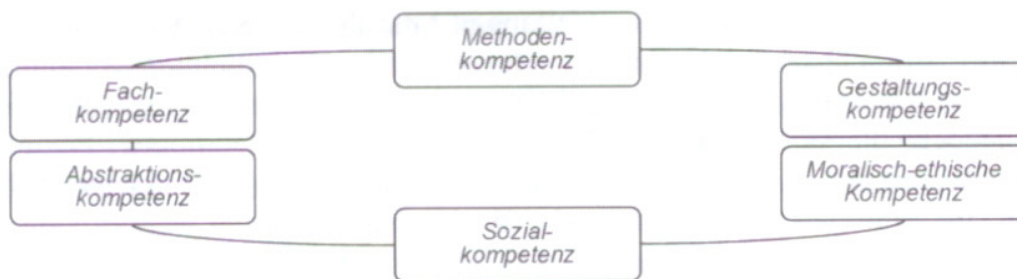 Methoden-
kompetenz
Fach-
kompetenz
Gestaltungs-
kompetenz
Abstraktions-
kompetenz
Moralisch-ethische
Kompetenz
Sozial-
kompetenz